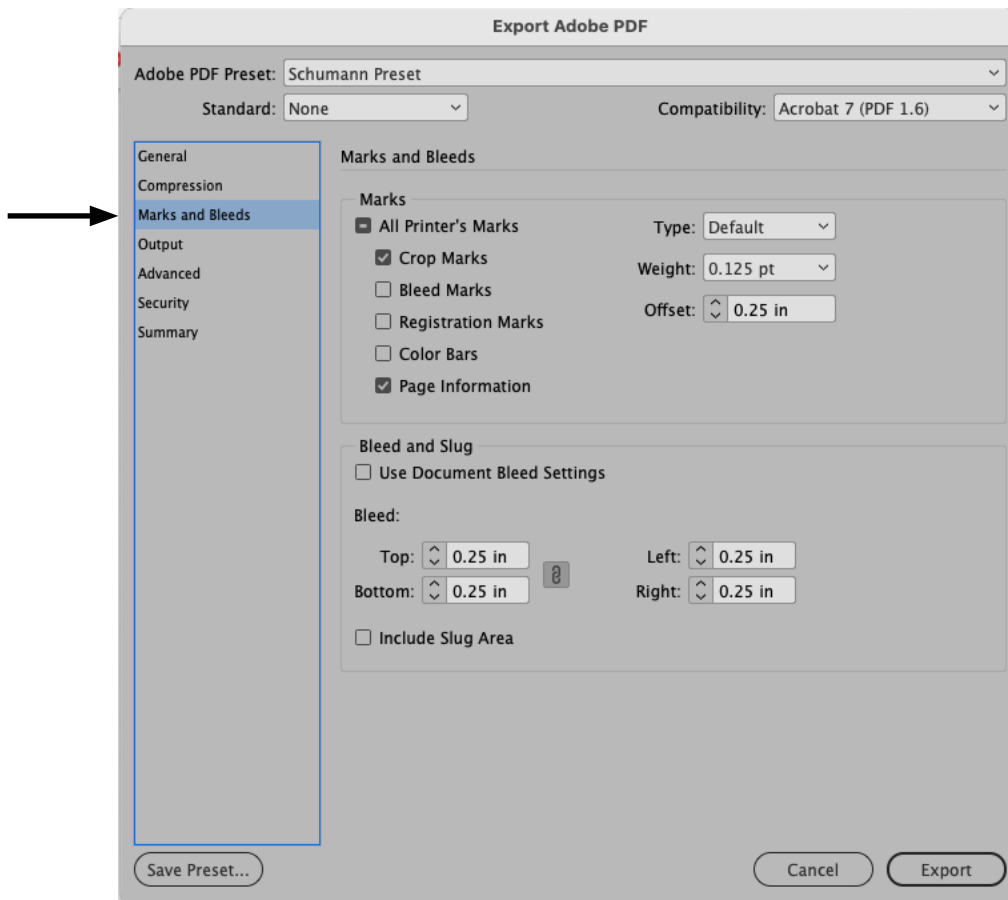 Export Adobe PDF
Adobe PDF Preset: Schumann Preset
Standard: None Compatibility: Acrobat 7 (PDF 1.6)
General
Compression
Marks and Bleeds
Output
Advanced
Security
Summary
Marks and Bleeds
Marks
All Printer's Marks
Crop Marks
Bleed Marks
Registration Marks
Color Bars
Page Information
Type: Default
Weight: 0.125 pt
Offset: 0.25 in
Bleed and Slug
Use Document Bleed Settings
Bleed:
Top: 0.25 in Left: 0.25 in
Bottom: 0.25 in Right: 0.25 in
Include Slug Area
Save Preset... Cancel Export